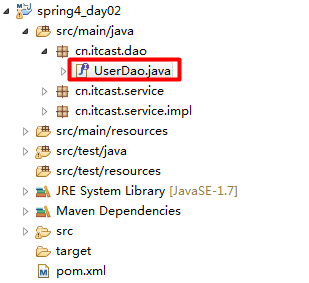 spring4_day02
src/main/java
cn.itcast.dao
UserDao.java
cn.itcast.service
cn.itcast.service.impl
src/main/resources
src/test/java
src/test/resources
JRE System Library [JavaSE-1.7]
Maven Dependencies
src
target
pom.xml